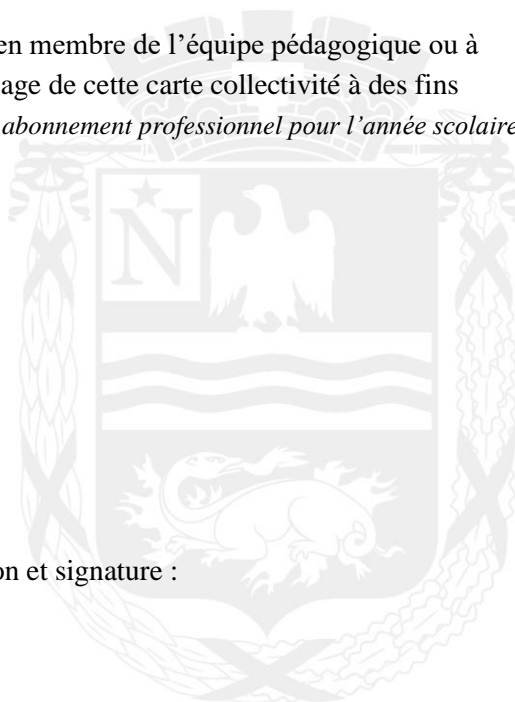 en membre de l’équipe pédagogique ou à
age de cette carte collectivité à des fins
abonnement professionnel pour l’année scolaire
N
on et signature :